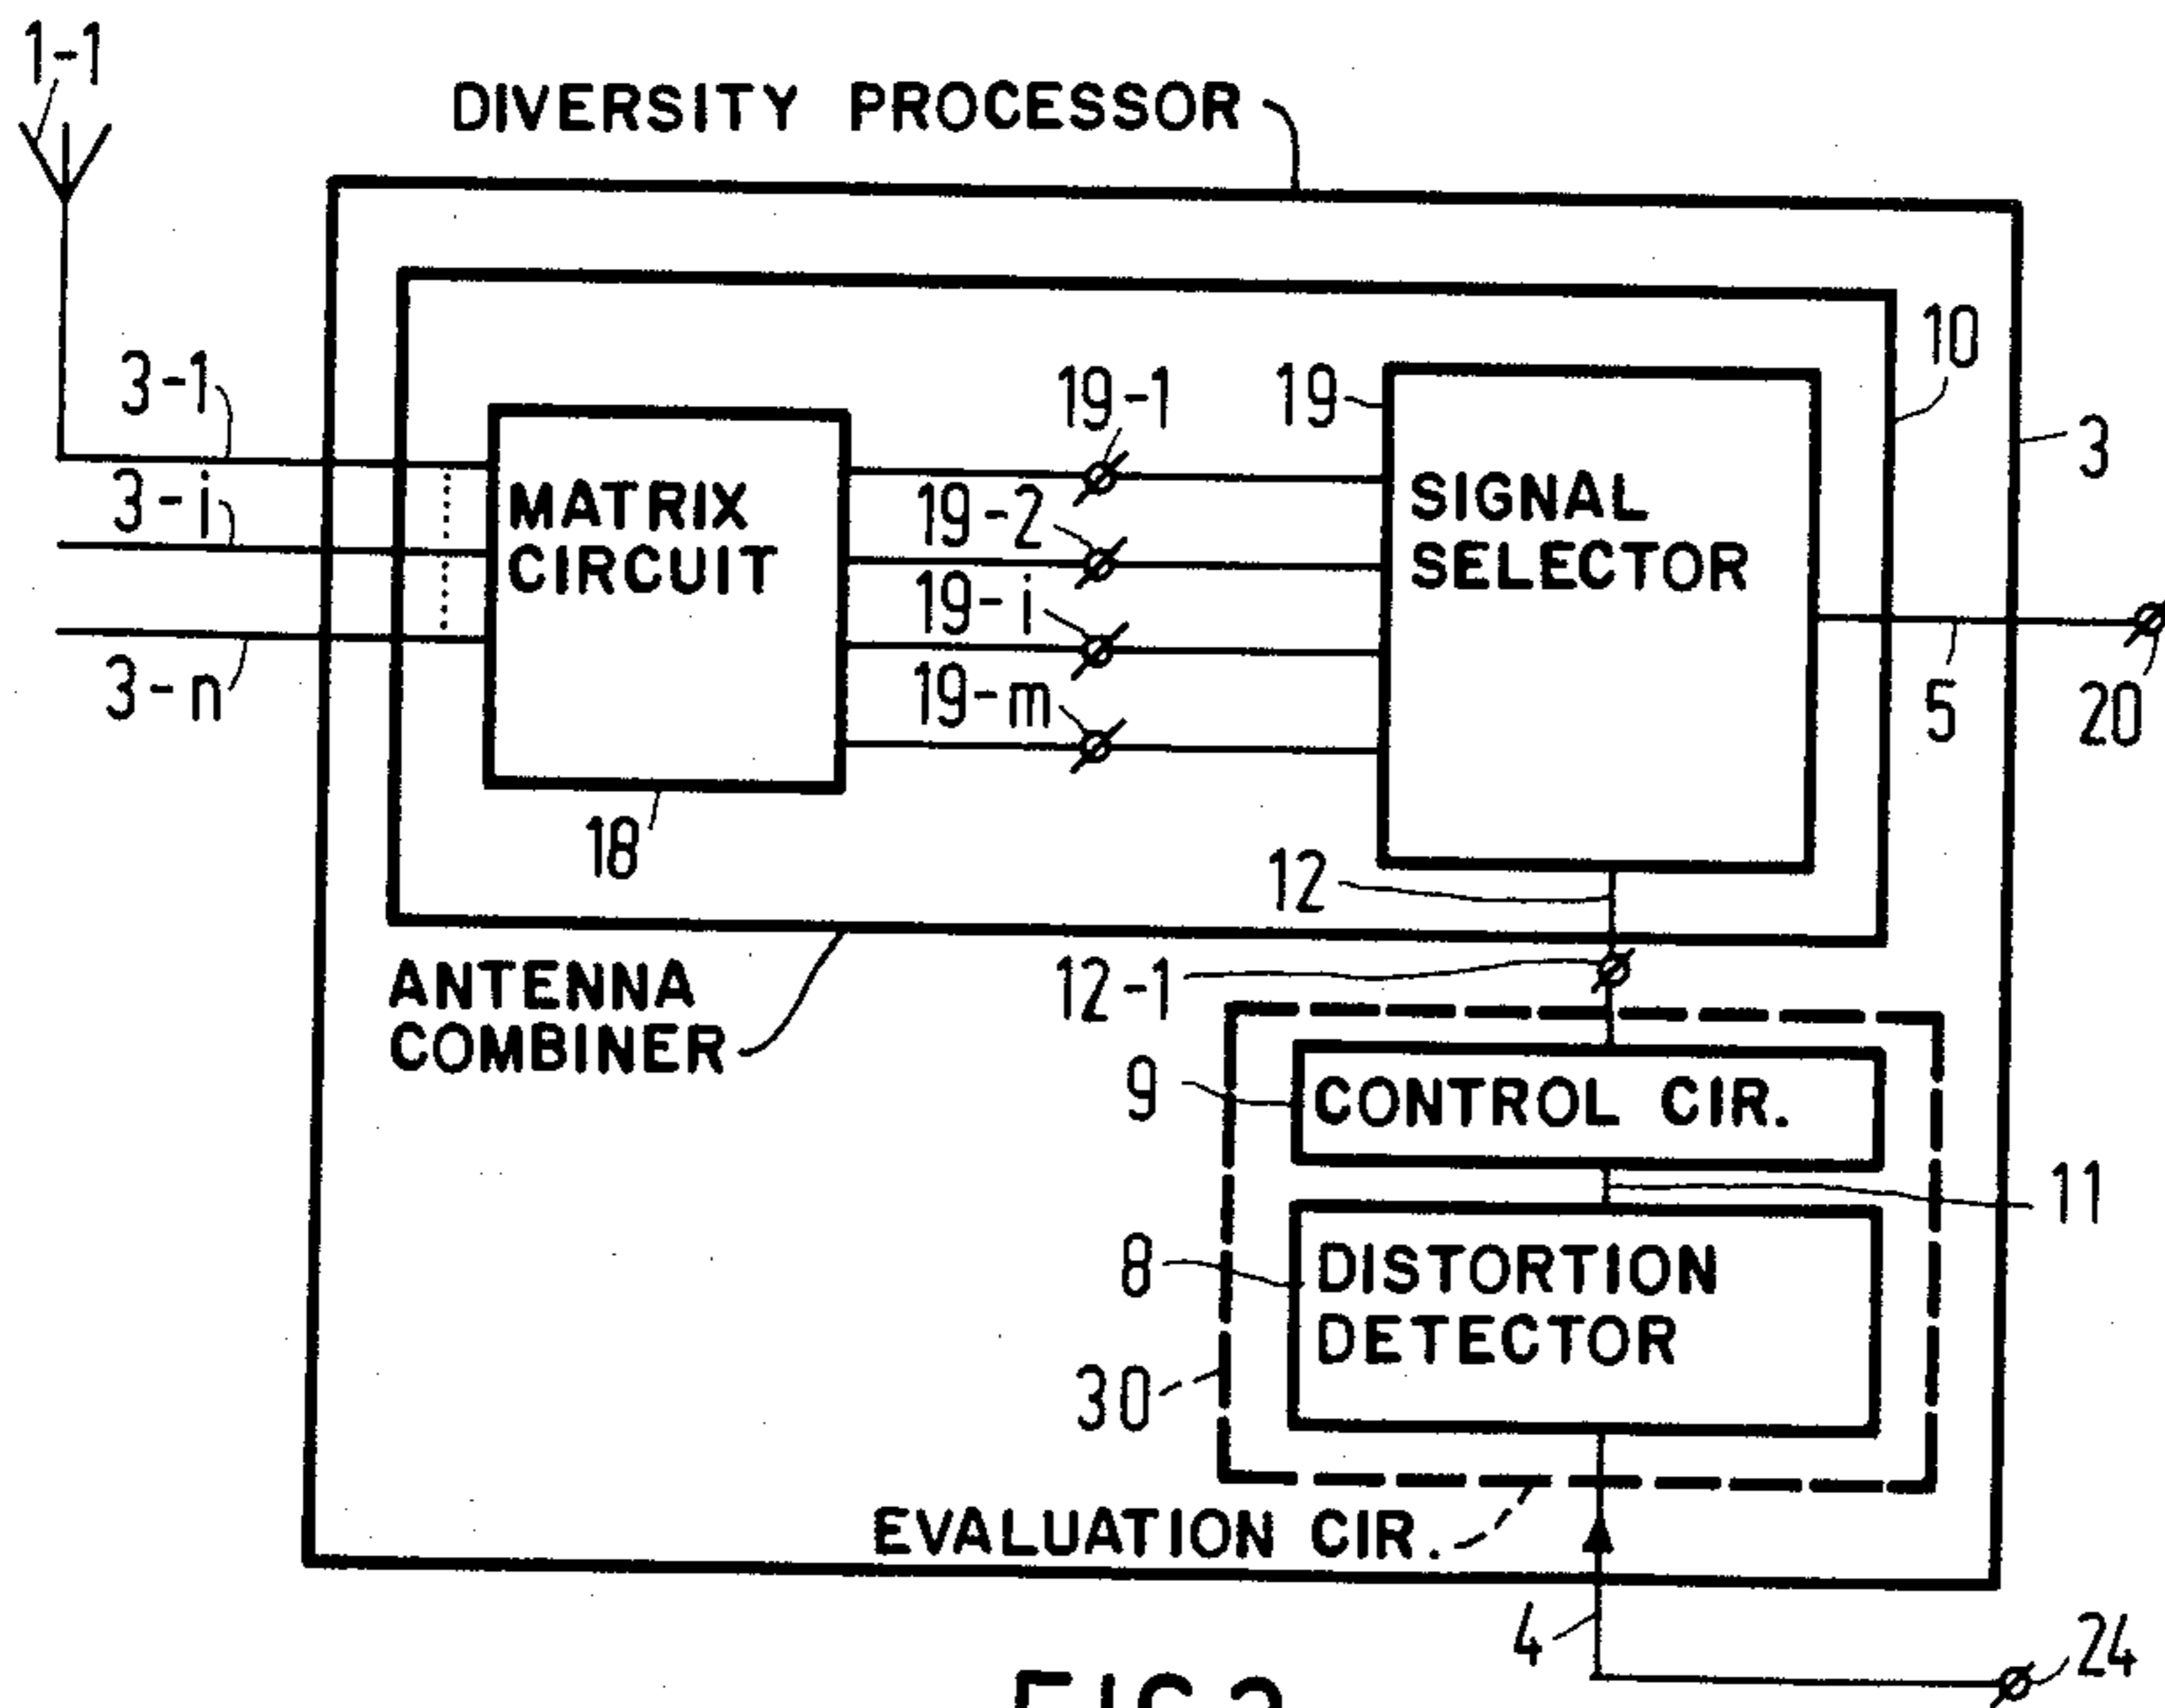 1-1
DIVERSITY PROCESSOR
10
3
3-1
19-1
19
3-i
MATRIX
CIRCUIT
19-2
SIGNAL
SELECTOR
19-i
3-n
19-m
5
20
18
12
ANTENNA
COMBINER
12-1
9
CONTROL CIR.
11
8
DISTORTION
DETECTOR
30
EVALUATION CIR.
4
24